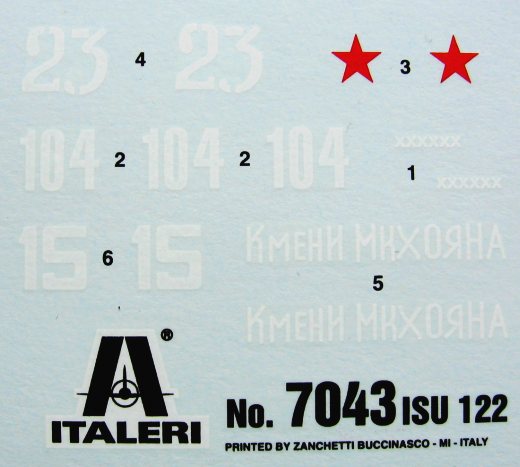 23 4 23 3
104 2 104 2 104 xxxxxx
1 xxxxxx
15 6 15 Кмени Мкхояна
5
Кмени Мкхояна
ITALERI
No. 7043 ISU 122
PRINTED BY ZANCHETTI BUCCINASCO - MI - ITALY